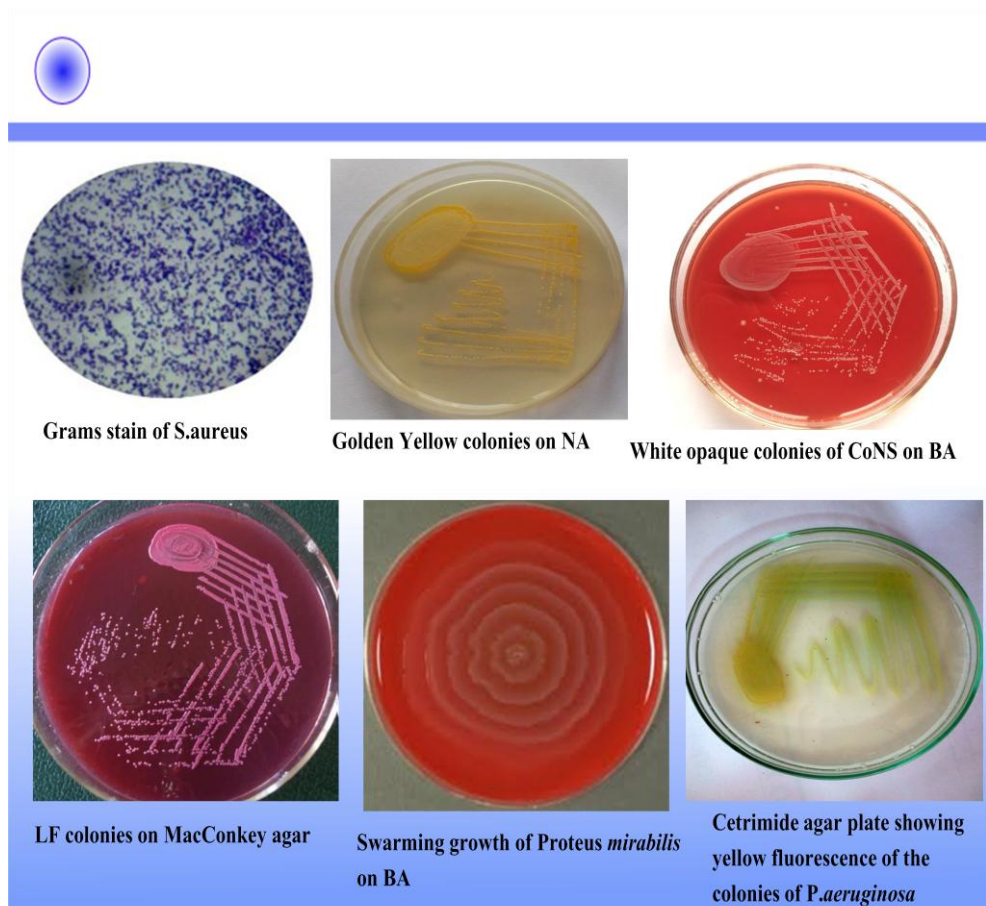 Grams stain of S.aureus
Golden Yellow colonies on NA
White opaque colonies of CoNS on BA
LF colonies on MacConkey agar
Swarming growth of Proteus mirabilis
on BA
Cetrimide agar plate showing
yellow fluorescence of the
colonies of P.aeruginosa